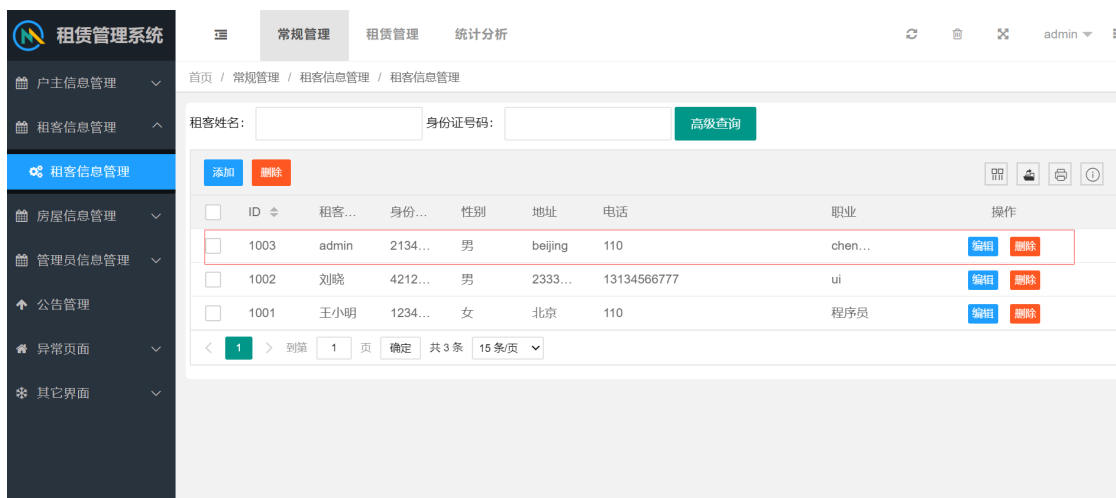 租赁管理系统
常规管理 租赁管理 统计分析 admin
户主信息管理
租客信息管理
租客信息管理
房屋信息管理
管理员信息管理
公告管理
异常页面
其它界面
首页 / 常规管理 / 租客信息管理 / 租客信息管理
租客姓名: 身份证号码: 高级查询
添加 删除
ID 租客... 身份... 性别 地址 电话 职业 操作
1003 admin 2134... 男 beijing 110 chen... 编辑 删除
1002 刘晓 4212... 男 2333... 13134566777 ui 编辑 删除
1001 王小明 1234... 女 北京 110 程序员 编辑 删除
1 到第 1 页 确定 共 3 条 15 条/页